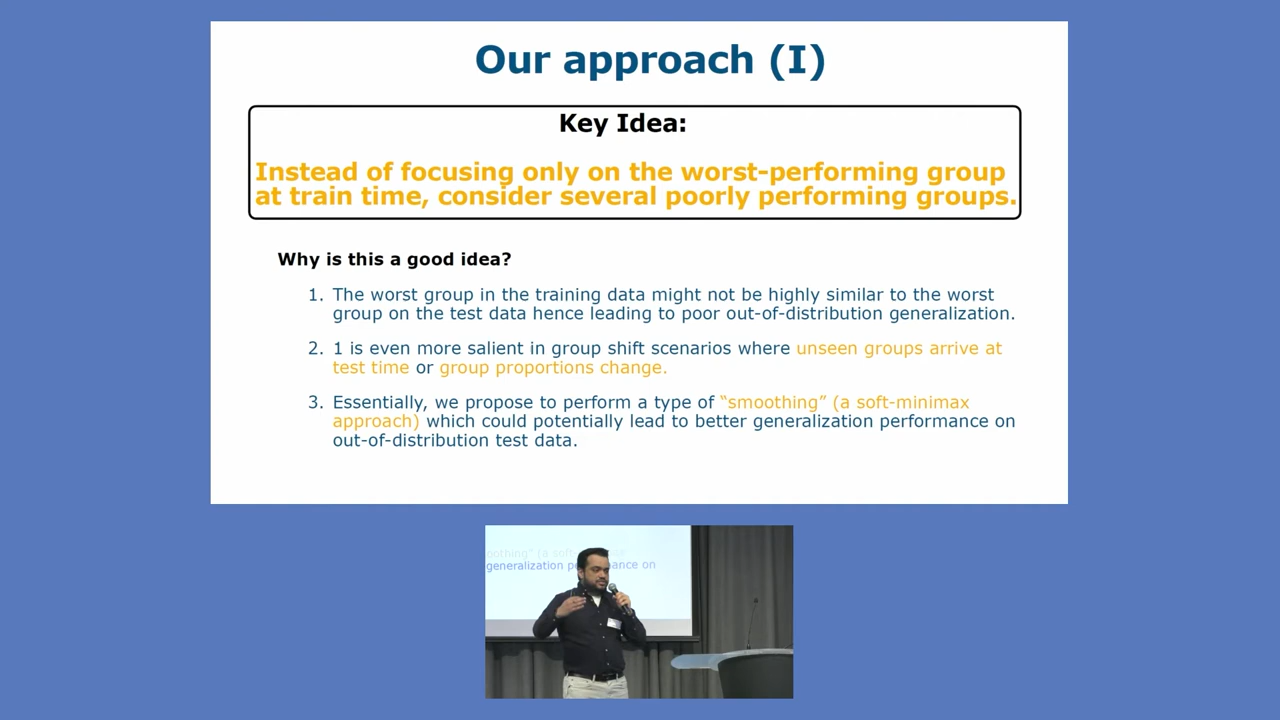 Our approach (I)
Key Idea:
Instead of focusing only on the worst-performing group
at train time, consider several poorly performing groups.
Why is this a good idea?
1. The worst group in the training data might not be highly similar to the worst
group on the test data hence leading to poor out-of-distribution generalization.
2. 1 is even more salient in group shift scenarios where unseen groups arrive at
test time or group proportions change.
3. Essentially, we propose to perform a type of “smoothing” (a soft-minimax
approach) which could potentially lead to better generalization performance on
out-of-distribution test data.
generalization
on